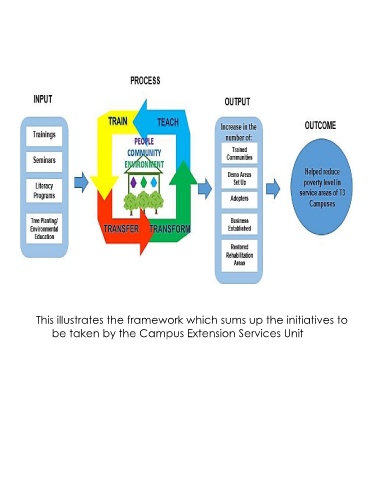 PROCESS
INPUT
Trainings
Seminars
Literacy
Programs
Tree Planting/
Environmental
Education
TRAIN
TEACH
PEOPLE
COMMUNITY
ENVIRONMENT
TRANSFER
TRANSFORM
OUTPUT
Increase in the
number of:
Trained
Communities
Demo Areas
Set Up
Adopters
Business
Established
Restored
Rehabilitation
Areas
OUTCOME
Helped reduce
poverty level in
service areas of 13
Campuses
This illustrates the framework which sums up the initiatives to
be taken by the Campus Extension Services Unit